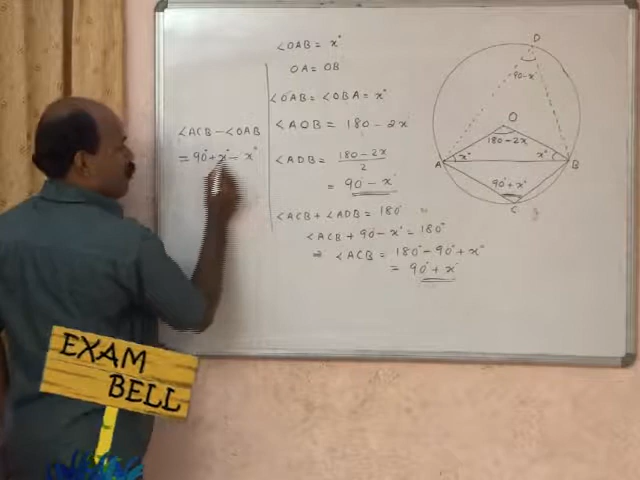 ∠OAB = x°
OA = OB
∠OAB = ∠OBA = x°
∠AOB = 180 - 2x
∠ADB = 180 - 2x / 2
= 90 - x°
∠ACB + ∠ADB = 180°
∠ACB + 90 - x° = 180°
⇒ ∠ACB = 180° - 90° + x°
= 90° + x°
∠ACB - ∠OAB
= 90° + x° - x°
D
90-x°
O
180-2x
A
x°
x°
B
90°+x°
C
EXAM
BELL